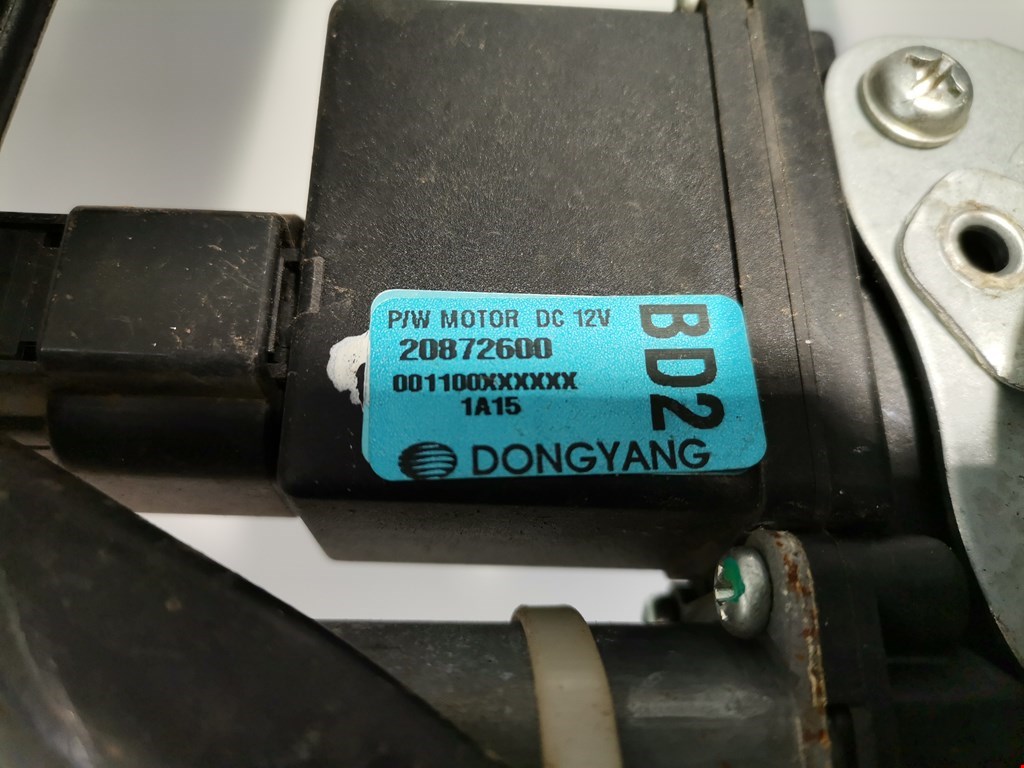 P/W MOTOR DC 12V
20872600
001100XXXXXX
1A15
DONGYANG
BD2